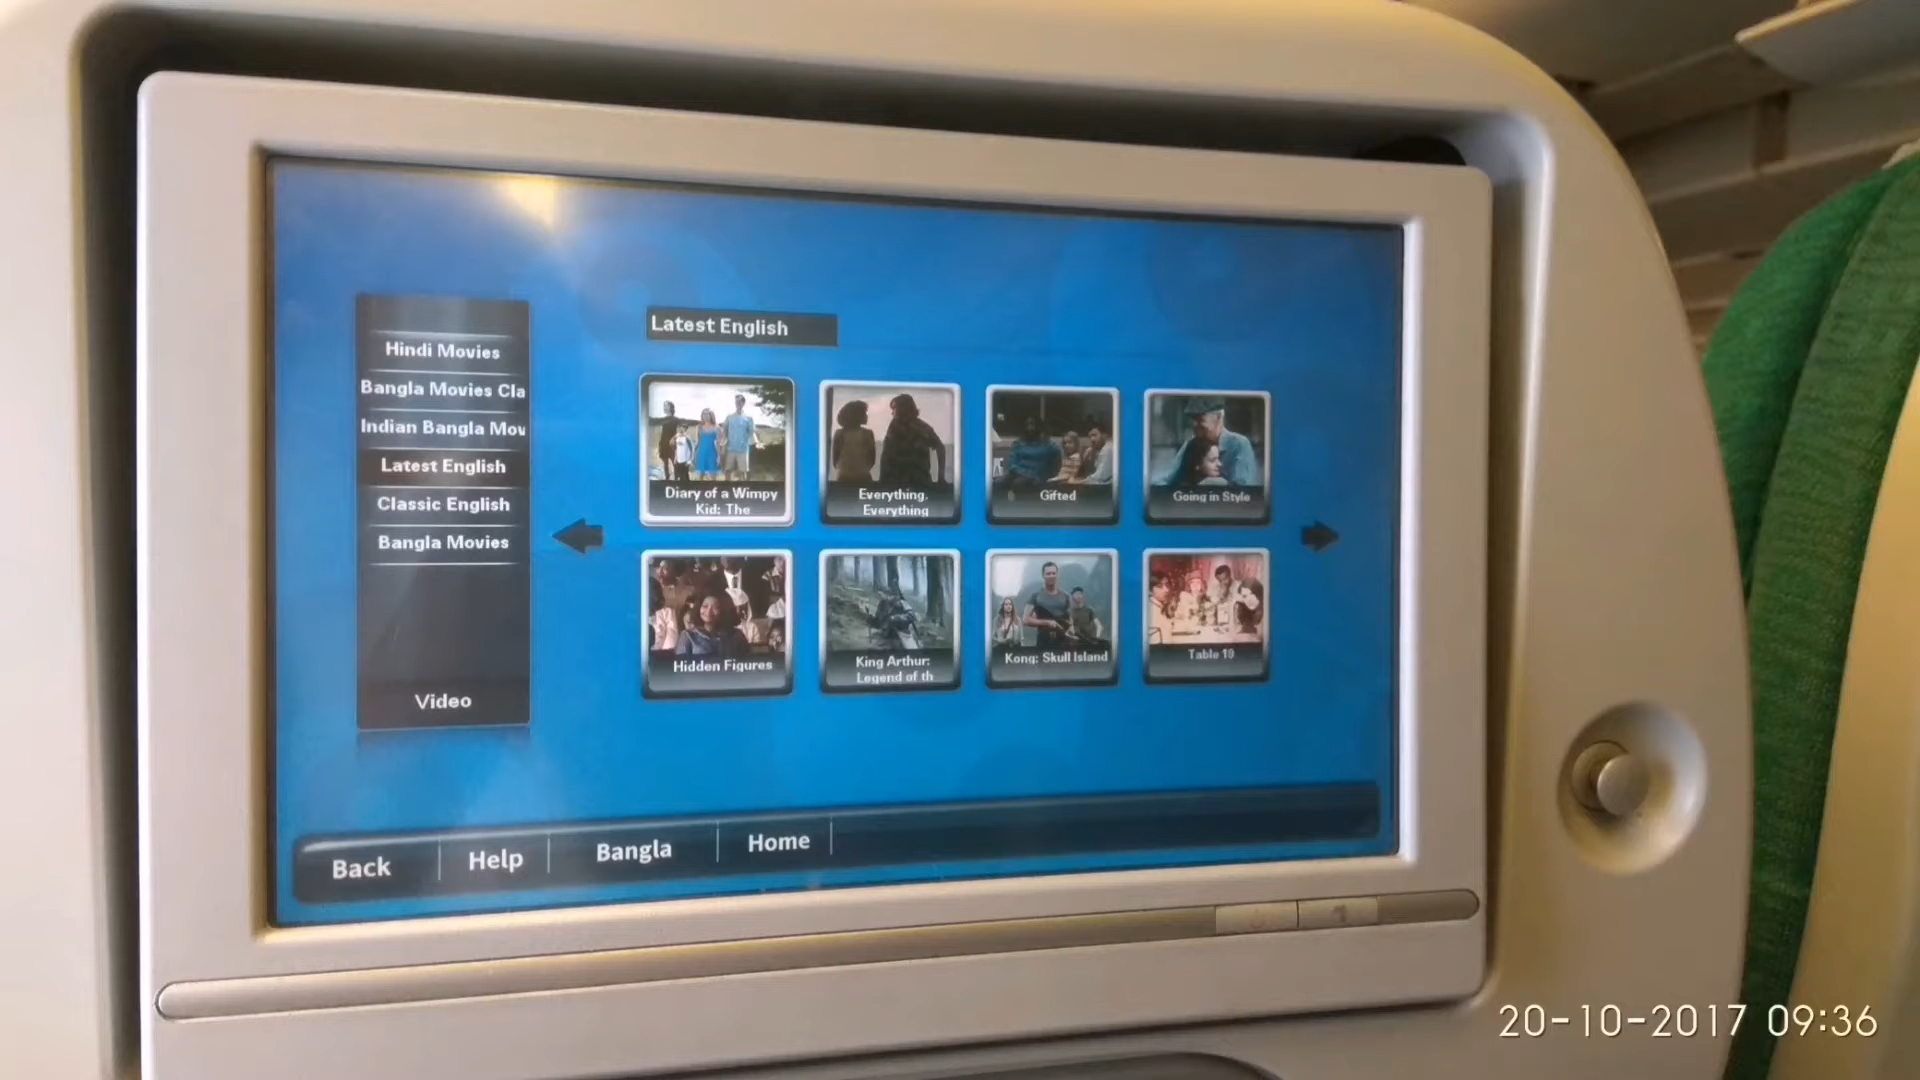 Latest English
Hindi Movies
Bangla Movies Cla
Indian Bangla Mov
Latest English
Classic English
Bangla Movies
Video
Diary of a Wimpy
Kid: The
Everything,
Everything
Gifted
Going in Style
Hidden Figures
King Arthur:
Legend of th
Kong: Skull Island
Table 19
Back
Help
Bangla
Home
20-10-2017 09:36